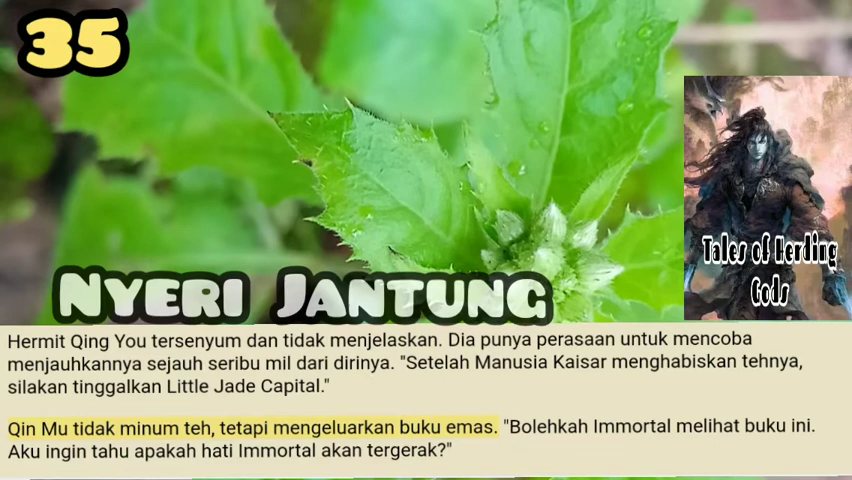 35
Tales of Herding
Gods
NYERI JANTUNG
Hermit Qing You tersenyum dan tidak menjelaskan. Dia punya perasaan untuk mencoba
menjauhkannya sejauh seribu mil dari dirinya. "Setelah Manusia Kaisar menghabiskan tehnya,
silakan tinggalkan Little Jade Capital."
Qin Mu tidak minum teh, tetapi mengeluarkan buku emas. "Bolehkah Immortal melihat buku ini.
Aku ingin tahu apakah hati Immortal akan tergerak?"